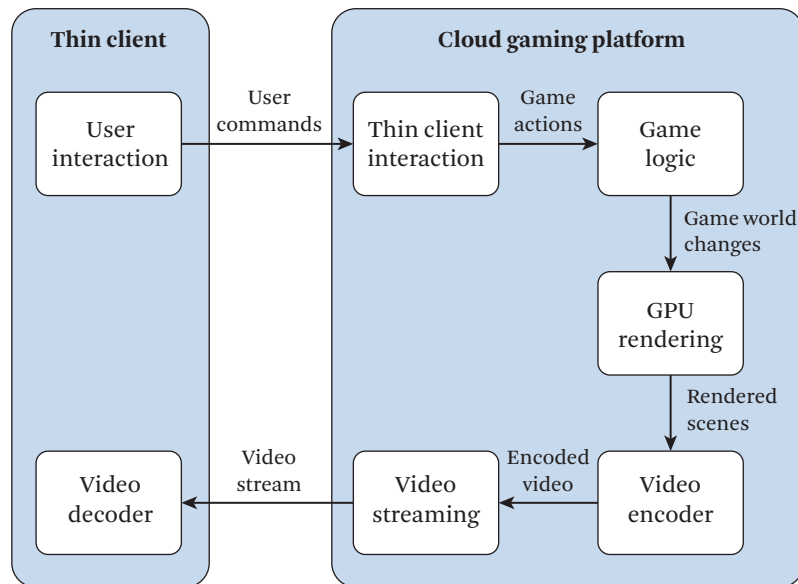 Thin client
Cloud gaming platform
User
interaction
User
commands
Thin client
interaction
Game
actions
Game
logic
Game world
changes
GPU
rendering
Rendered
scenes
Video
decoder
Video
stream
Video
streaming
Encoded
video
Video
encoder